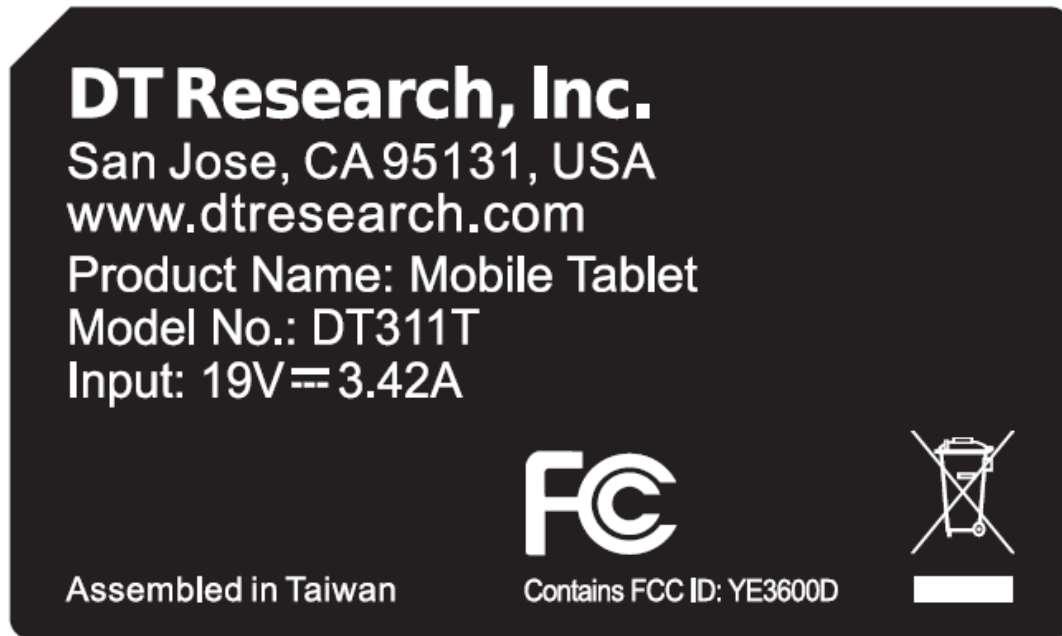 DT Research, Inc.
San Jose, CA 95131, USA
www.dtresearch.com
Product Name: Mobile Tablet
Model No.: DT311T
Input: 19V⎓3.42A
FC
Assembled in Taiwan
Contains FCC ID: YE3600D